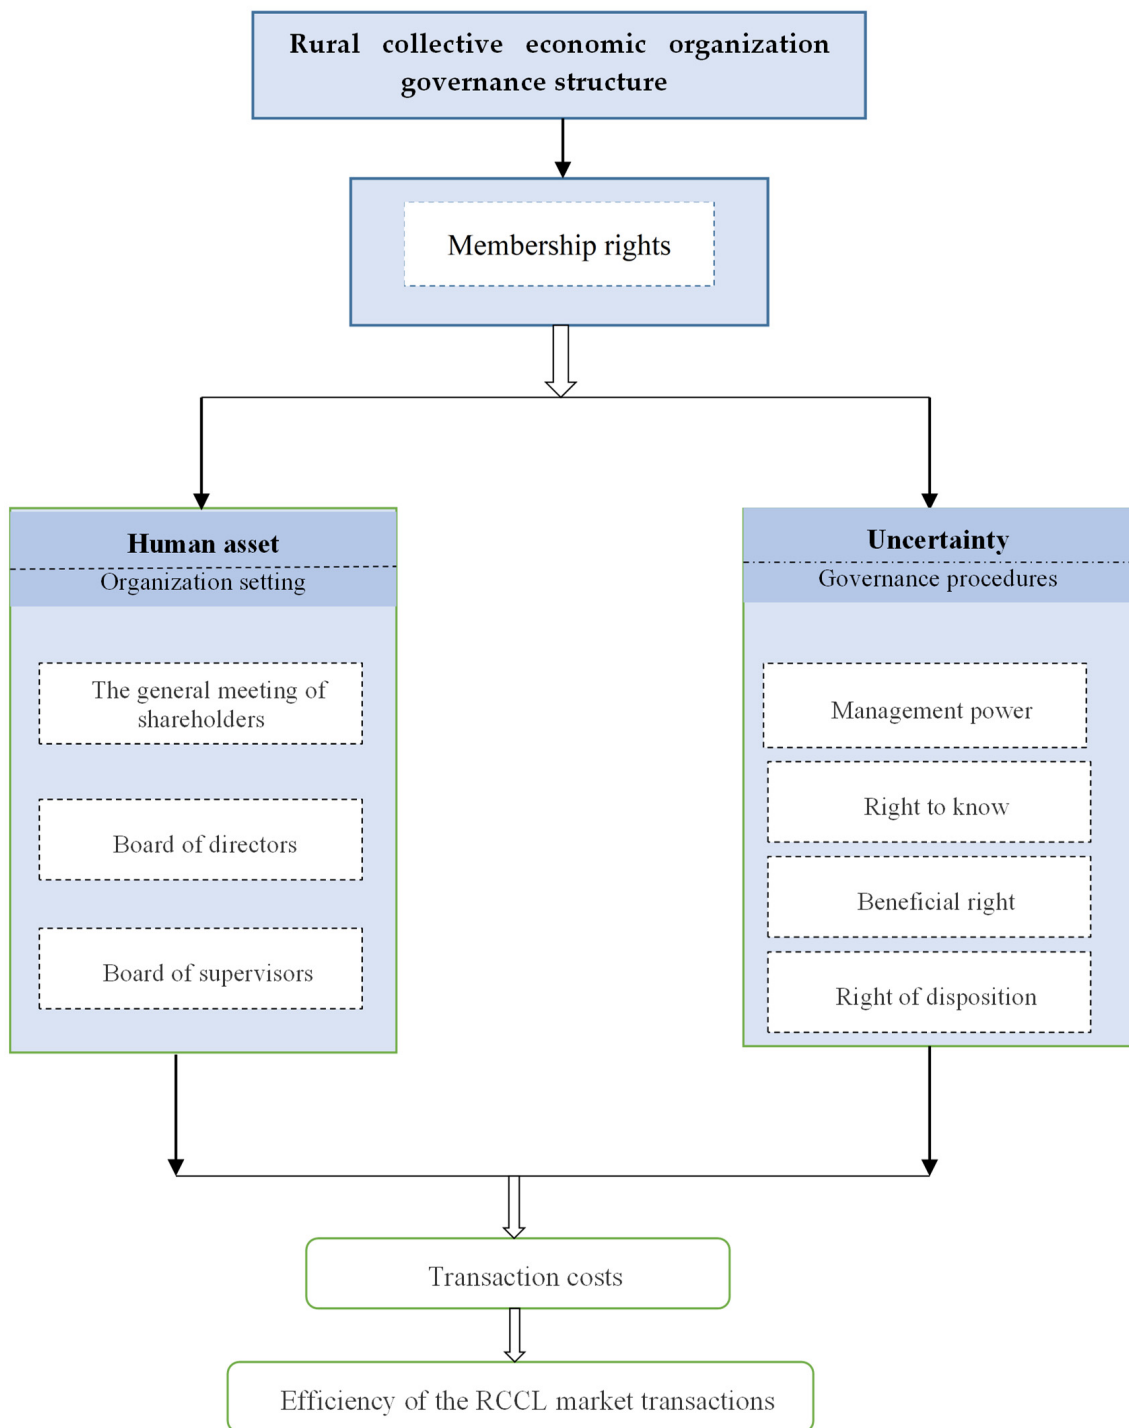 Rural collective economic organization
governance structure
Membership rights
Human asset
Organization setting
The general meeting of
shareholders
Board of directors
Board of supervisors
Uncertainty
Governance procedures
Management power
Right to know
Beneficial right
Right of disposition
Transaction costs
Efficiency of the RCCL market transactions